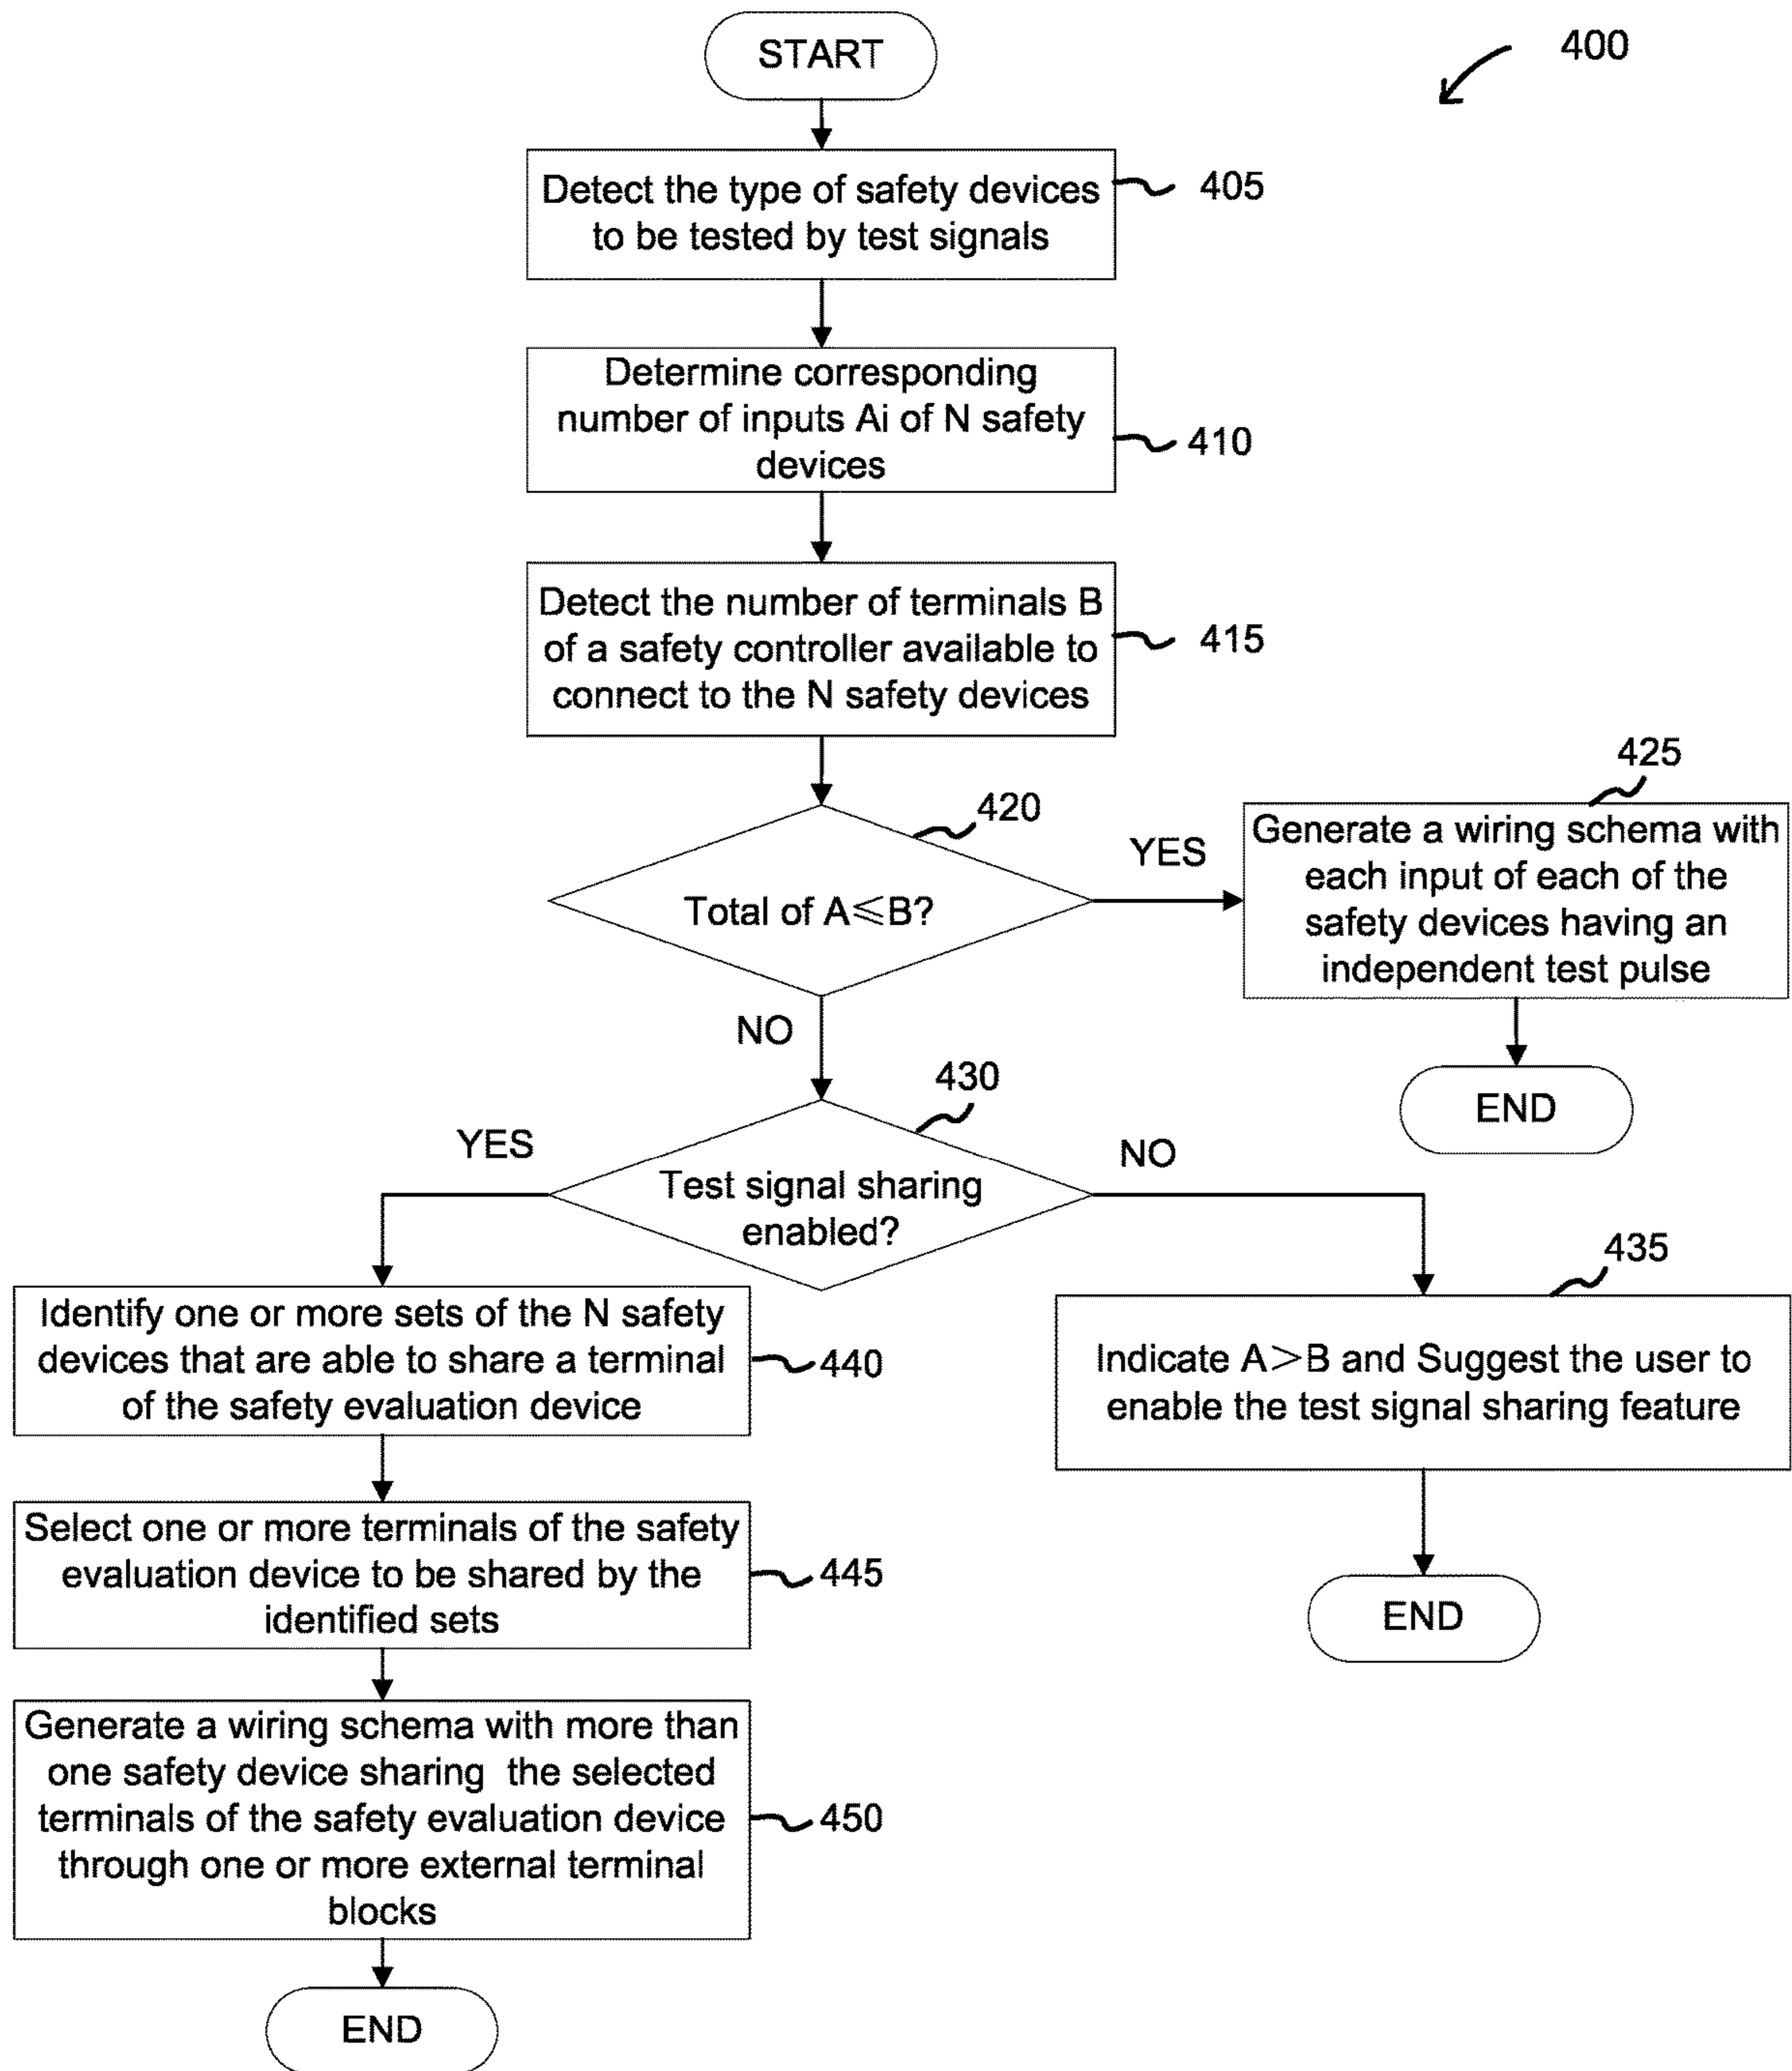 START
400
Detect the type of safety devices
to be tested by test signals
405
Determine corresponding
number of inputs Ai of N safety
devices
410
Detect the number of terminals B
of a safety controller available to
connect to the N safety devices
415
420
Total of A⩽B?
YES
425
Generate a wiring schema with
each input of each of the
safety devices having an
independent test pulse
END
NO
430
Test signal sharing
enabled?
YES
NO
435
Indicate A>B and Suggest the user to
enable the test signal sharing feature
END
Identify one or more sets of the N safety
devices that are able to share a terminal
of the safety evaluation device
440
Select one or more terminals of the safety
evaluation device to be shared by the
identified sets
445
Generate a wiring schema with more than
one safety device sharing the selected
terminals of the safety evaluation device
through one or more external terminal
blocks
450
END